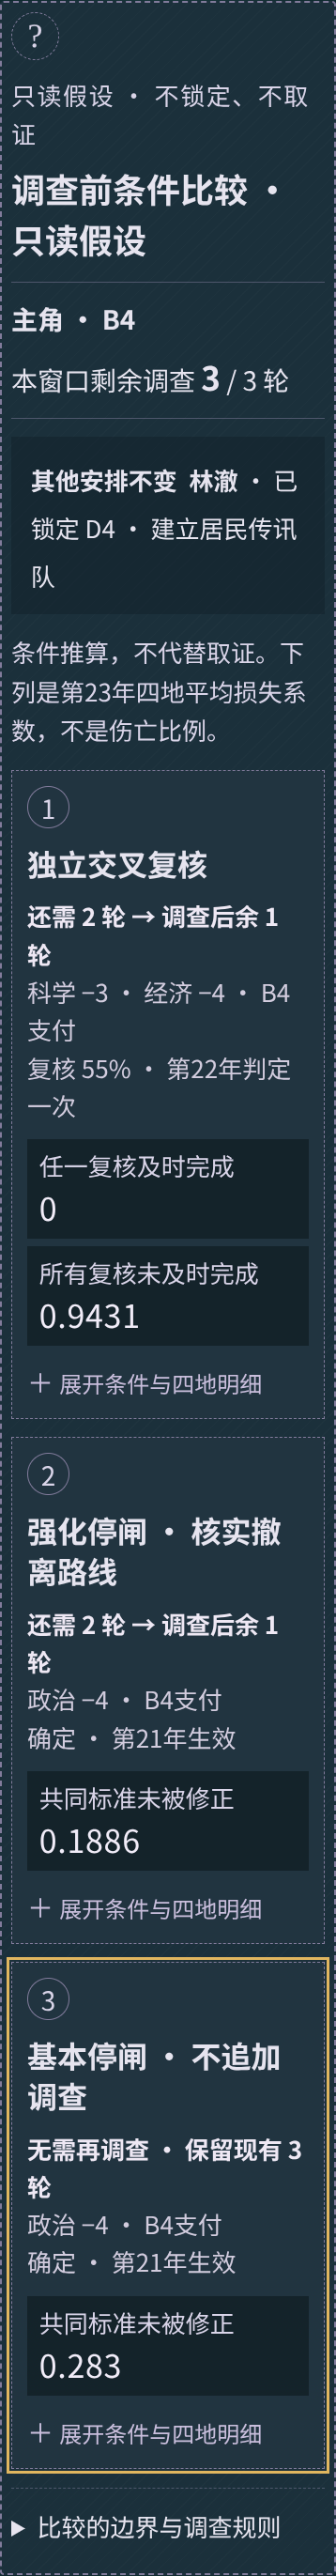 ?
只读假设 · 不锁定、不取
证
调查前条件比较 ·
只读假设
主角 · B4
本窗口剩余调查 3 / 3 轮
其他安排不变 林澈 · 已
锁定 D4 · 建立居民传讯
队
条件推算，不代替取证。下
列是第23年四地平均损失系
数，不是伤亡比例。
1
独立交叉复核
还需 2 轮 → 调查后余 1
轮
科学 −3 · 经济 −4 · B4
支付
复核 55% · 第22年判定
一次
任一复核及时完成
0
所有复核未及时完成
0.9431
＋ 展开条件与四地明细
2
强化停闸 · 核实撤
离路线
还需 2 轮 → 调查后余 1
轮
政治 −4 · B4支付
确定 · 第21年生效
共同标准未被修正
0.1886
＋ 展开条件与四地明细
3
基本停闸 · 不追加
调查
无需再调查 · 保留现有 3
轮
政治 −4 · B4支付
确定 · 第21年生效
共同标准未被修正
0.283
＋ 展开条件与四地明细
▶ 比较的边界与调查规则